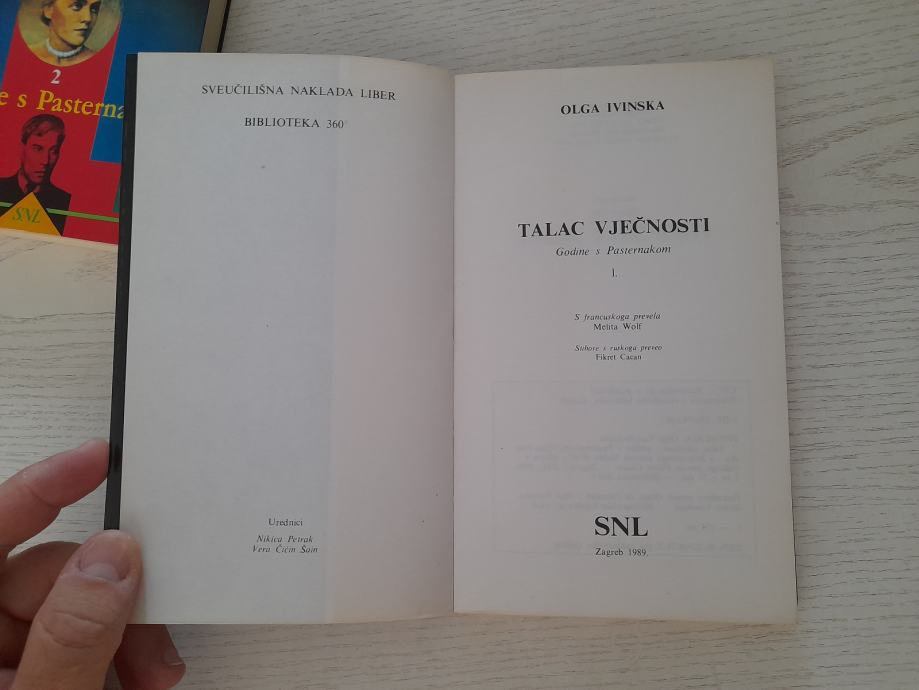 2
e s Pasterna
SNL
SVEUČILIŠNA NAKLADA LIBER
BIBLIOTEKA 360°
Urednici
Nikica Petrak
Vera Čičin Šain
OLGA IVINSKA
TALAC VJEČNOSTI
Godine s Pasternakom
1.
S francuskoga prevela
Melita Wolf
Stihove s ruskoga preveo
Fikret Cacan
SNL
Zagreb 1989.